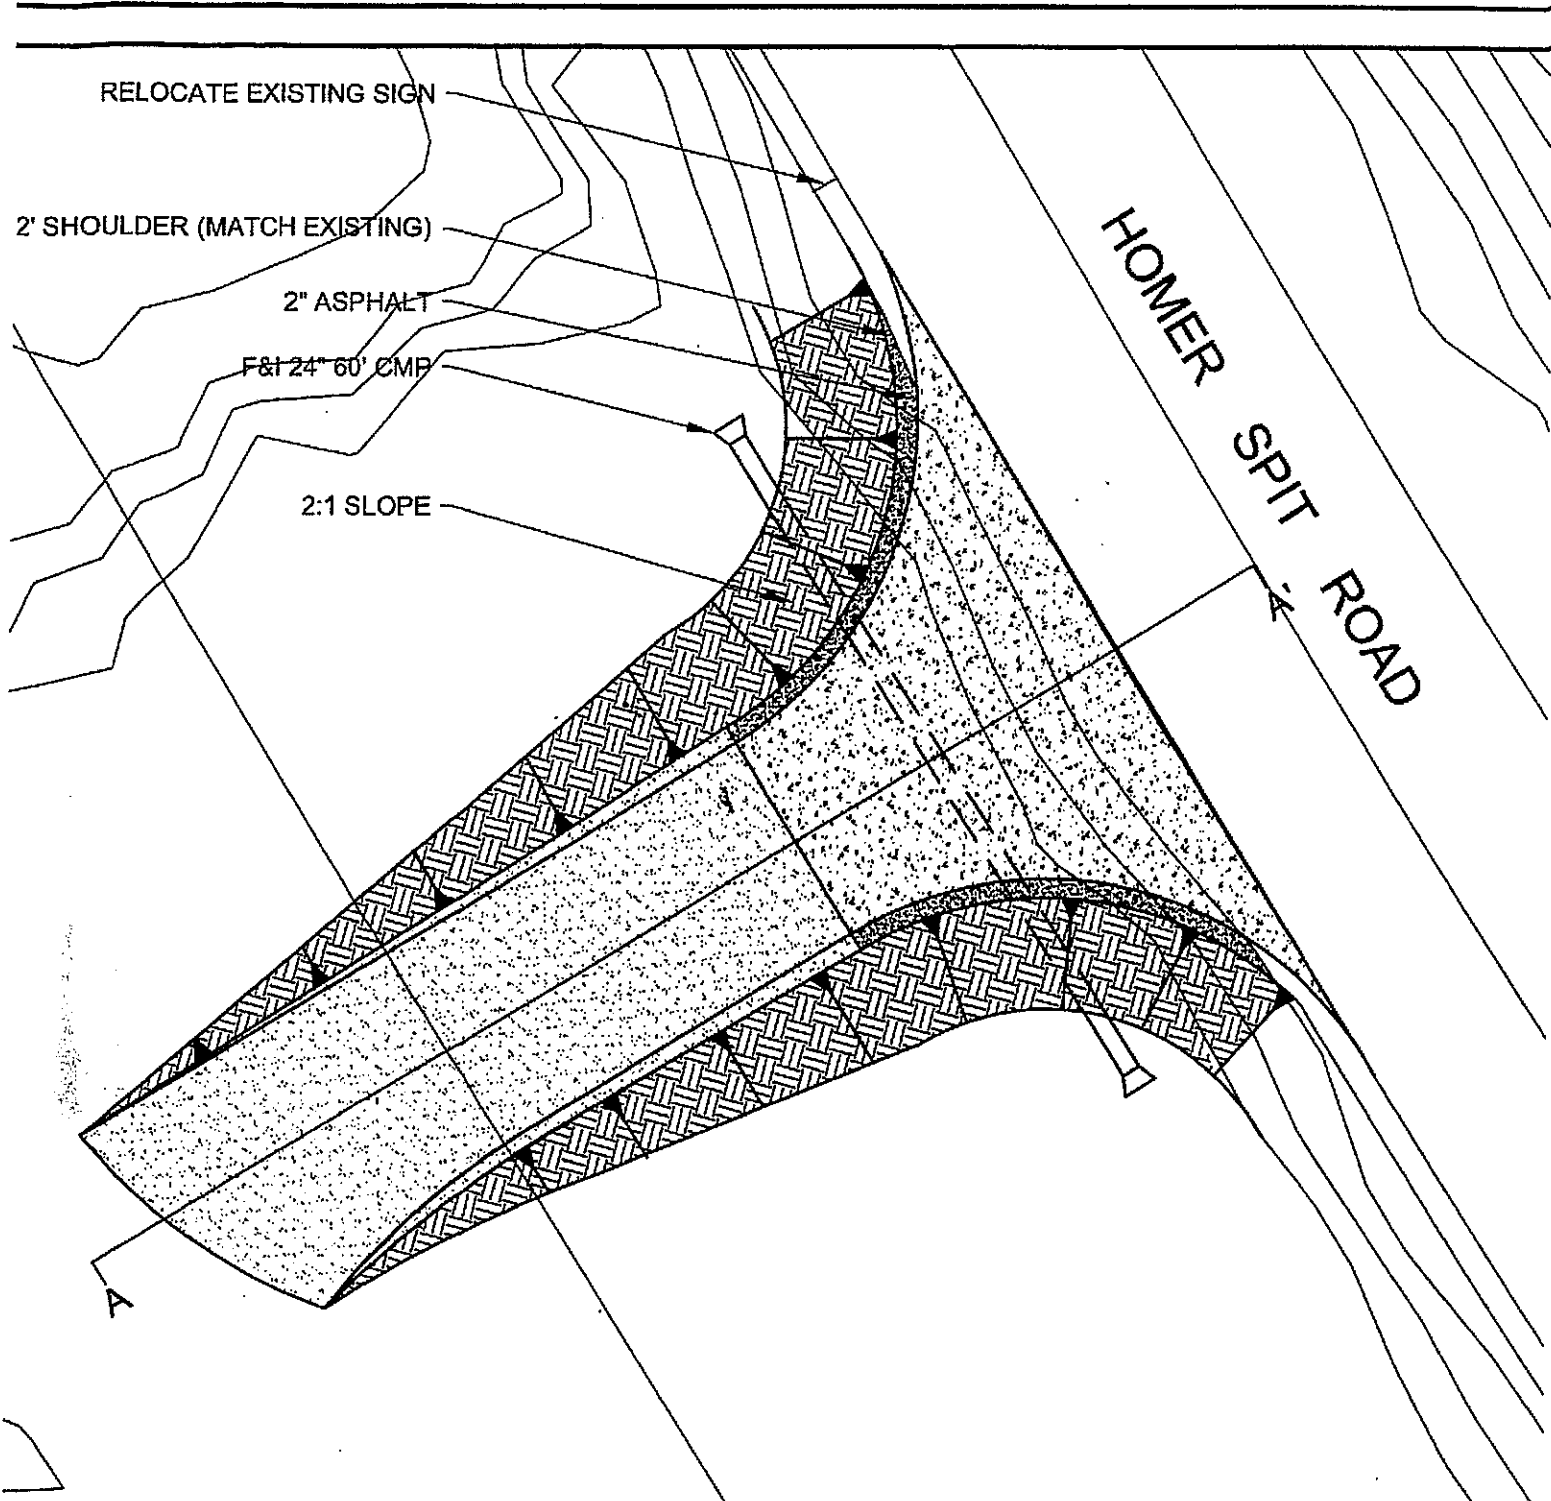 RELOCATE EXISTING SIGN
2' SHOULDER (MATCH EXISTING)
2" ASPHALT
F&I 24" 60' CMP
2:1 SLOPE
HOMER SPIT ROAD
A'
A